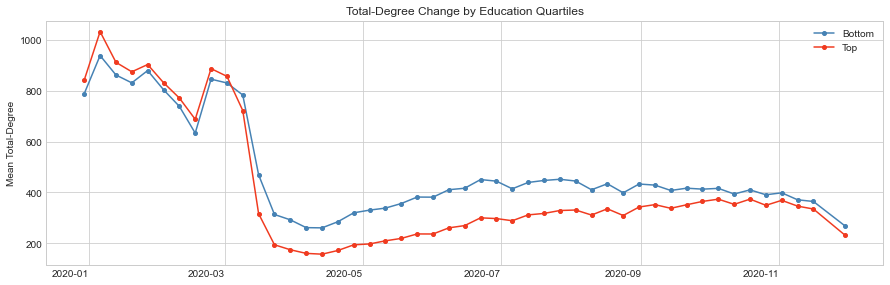 Total-Degree Change by Education Quartiles
Mean Total-Degree
1000
800
600
400
200
2020-01
2020-03
2020-05
2020-07
2020-09
2020-11
Bottom
Top